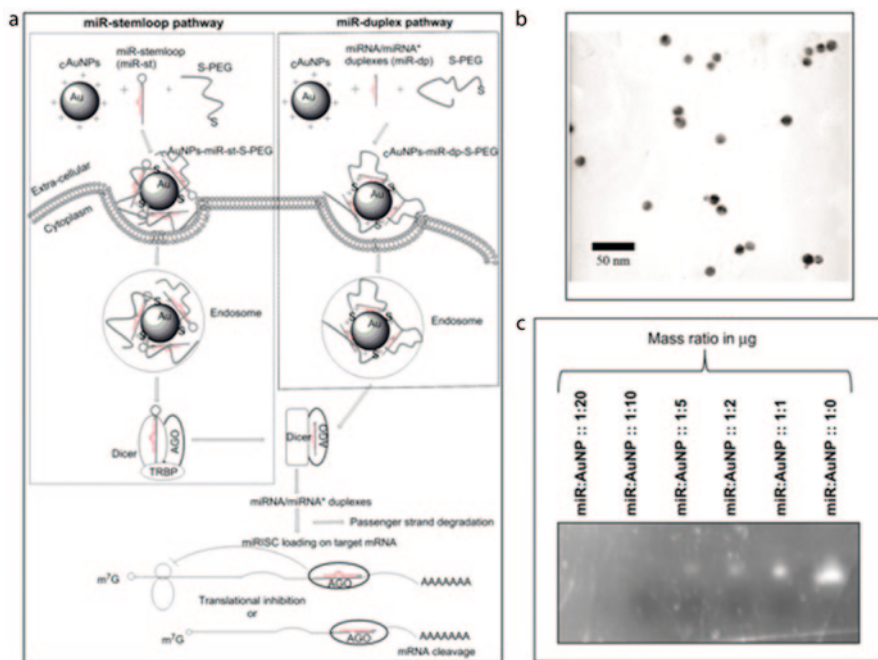 a
miR-stemloop pathway
miR-duplex pathway
cAuNPs
miR-stemloop
(miR-st)
S-PEG
Au
+
+
S
cAuNPs
miRNA/miRNA*
duplexes (miR-dp)
S-PEG
Au
+
+
S
cAuNPs-miR-st-S-PEG
cAuNPs-miR-dp-S-PEG
Extra-cellular
Cytoplasm
Au
S
S
Au
S
S
Endosome
Endosome
Au
S
S
Au
S
S
Dicer
AGO
TRBP
Dicer
AGO
miRNA/miRNA* duplexes
Passenger strand degradation
miRISC loading on target mRNA
m7G
AGO
AAAAAAA
Translational inhibition
or
m7G
AGO
AAAAAAA
mRNA cleavage
b
50 nm
c
Mass ratio in µg
miR:AuNP :: 1:20
miR:AuNP :: 1:10
miR:AuNP :: 1:5
miR:AuNP :: 1:2
miR:AuNP :: 1:1
miR:AuNP :: 1:0